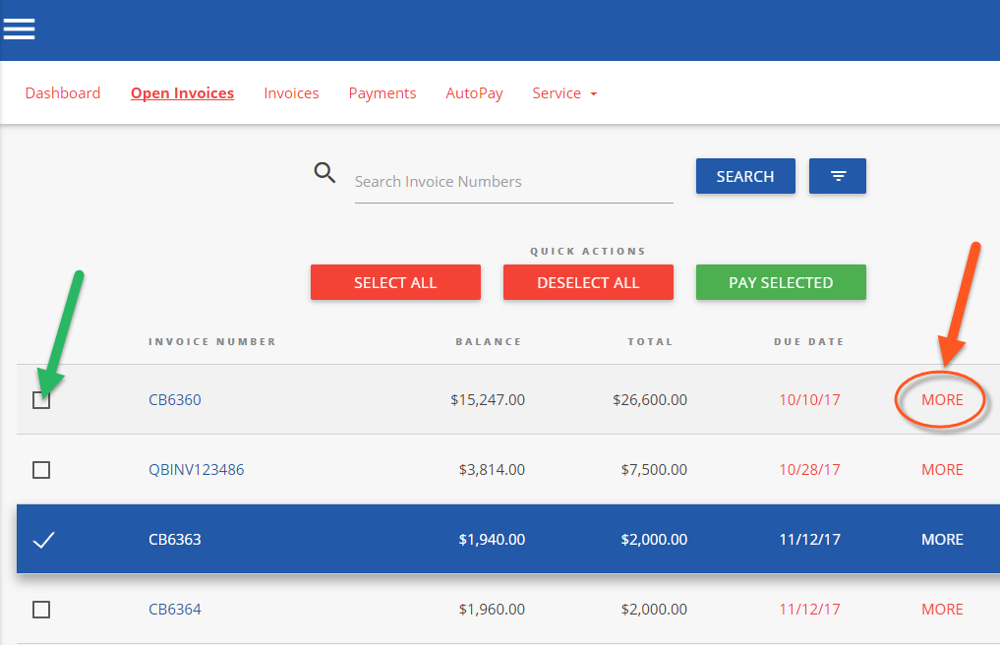 Dashboard Open Invoices Invoices Payments AutoPay Service
Search Invoice Numbers SEARCH
QUICK ACTIONS
SELECT ALL DESELECT ALL PAY SELECTED
INVOICE NUMBER BALANCE TOTAL DUE DATE
CB6360 $15,247.00 $26,600.00 10/10/17 MORE
QBINV123486 $3,814.00 $7,500.00 10/28/17 MORE
CB6363 $1,940.00 $2,000.00 11/12/17 MORE
CB6364 $1,960.00 $2,000.00 11/12/17 MORE